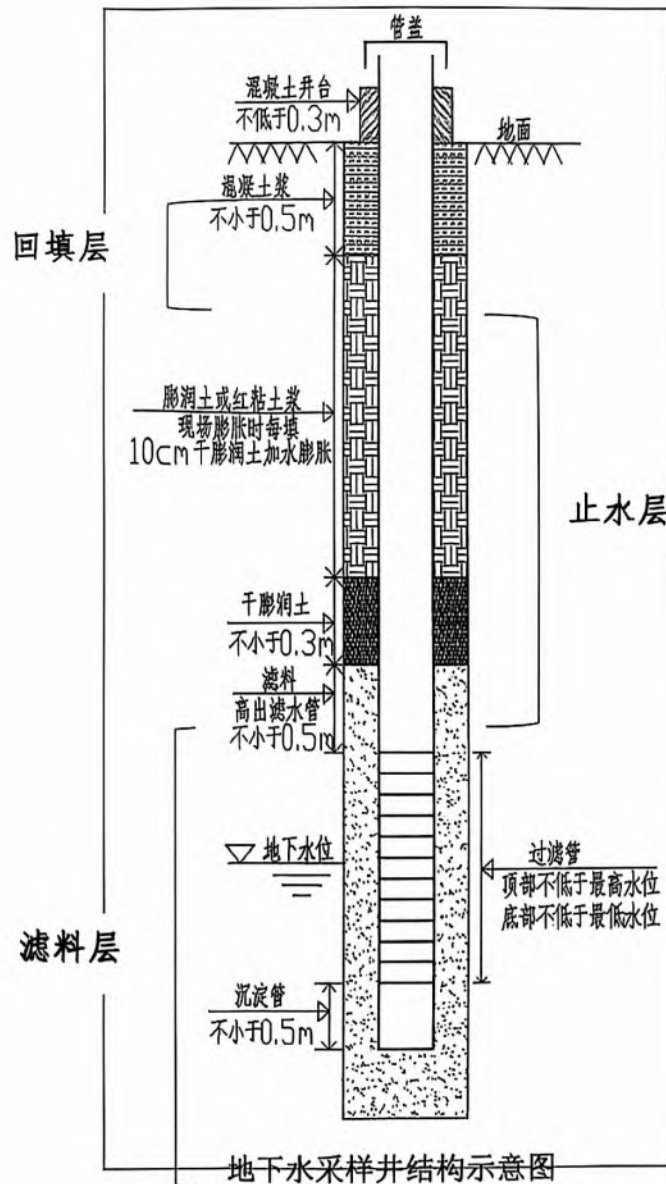 管盖
混凝土井台
不低于0.3m
地面
混凝土浆
不小于0.5m
回填层
膨润土或红粘土浆
现场膨胀时每填
10cm干膨润土加水膨胀
止水层
干膨润土
不小于0.3m
滤料
高出滤水管
不小于0.5m
地下水位
过滤管
顶部不低于最高水位
底部不低于最低水位
滤料层
沉淀管
不小于0.5m
地下水采样井结构示意图